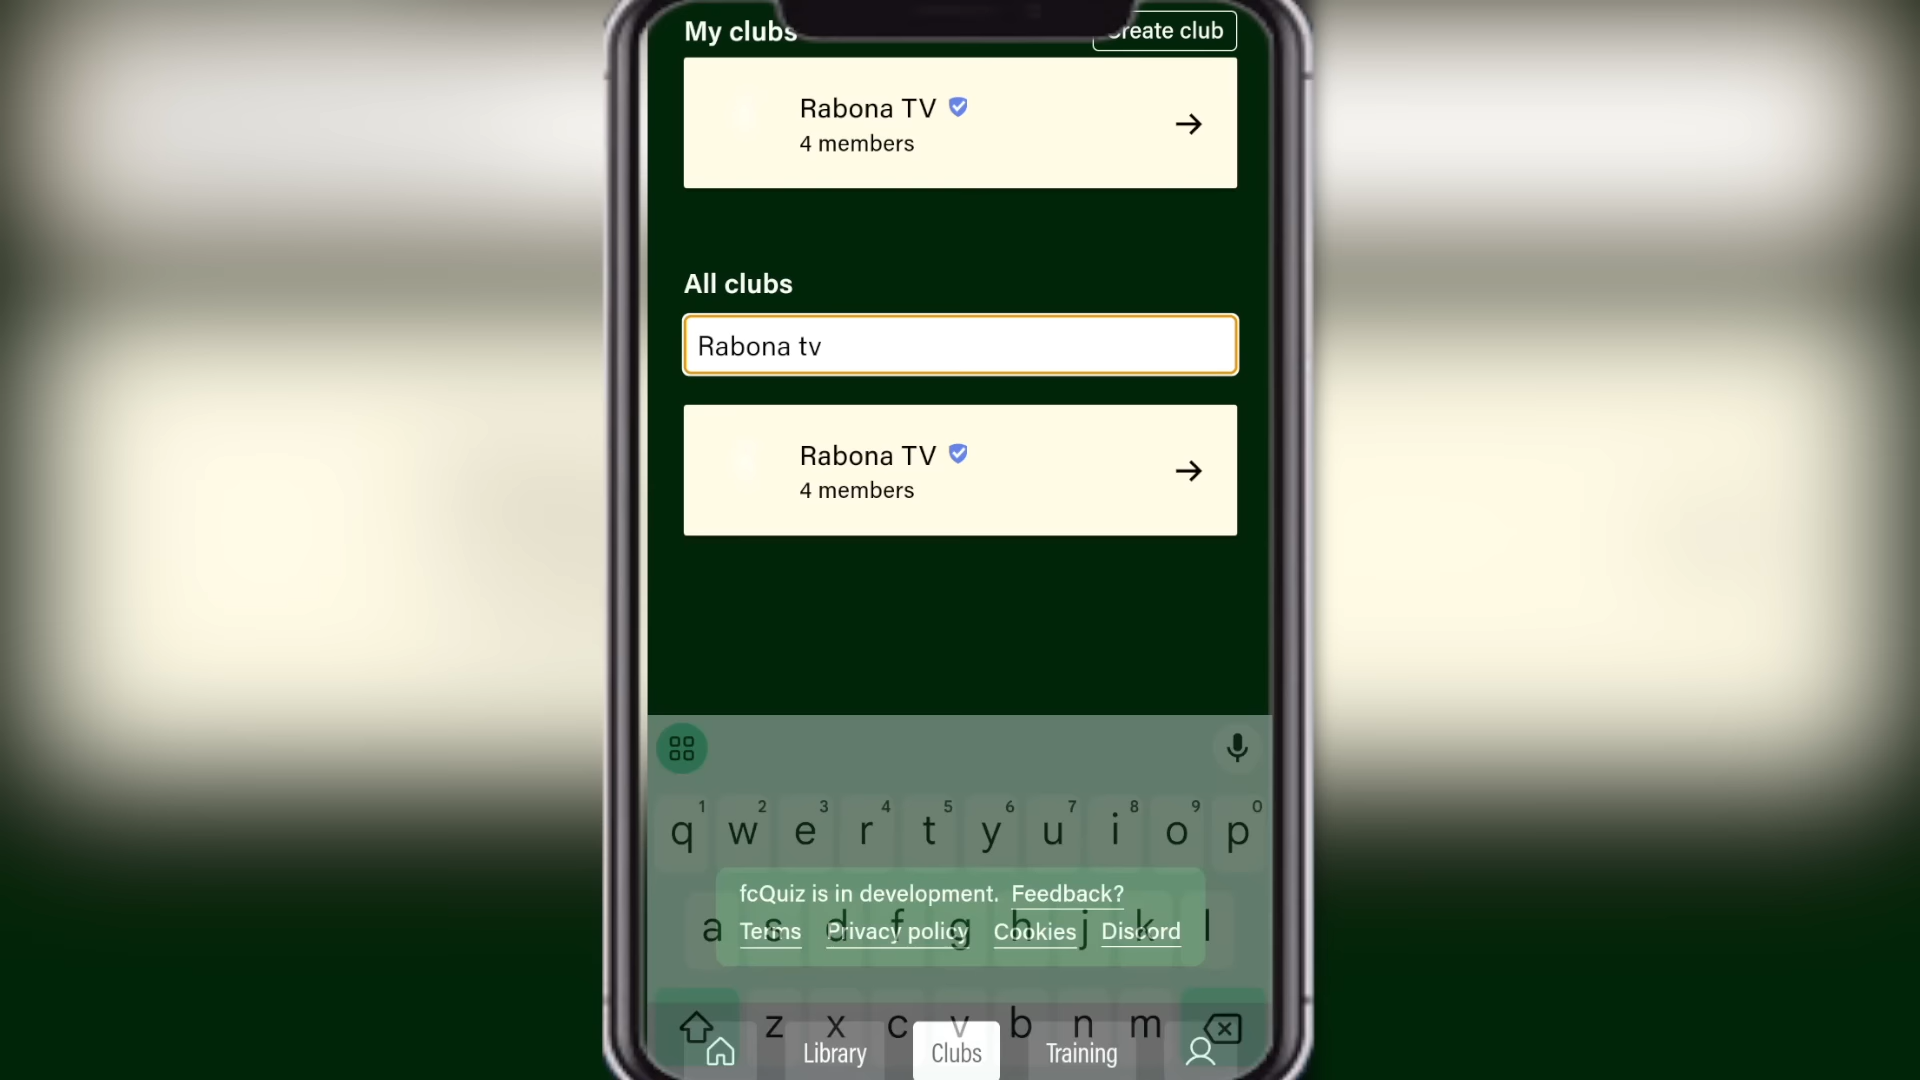 My clubs
reate club
Rabona TV
4 members
All clubs
Rabona tv
Rabona TV
4 members
1 2 3 4 5 6 7 8 9 0
q w e r t y u i o p
fcQuiz is in development. Feedback?
a s d f g h j k l
Terms Privacy policy Cookies Discord
z x c v b n m
Library Clubs Training